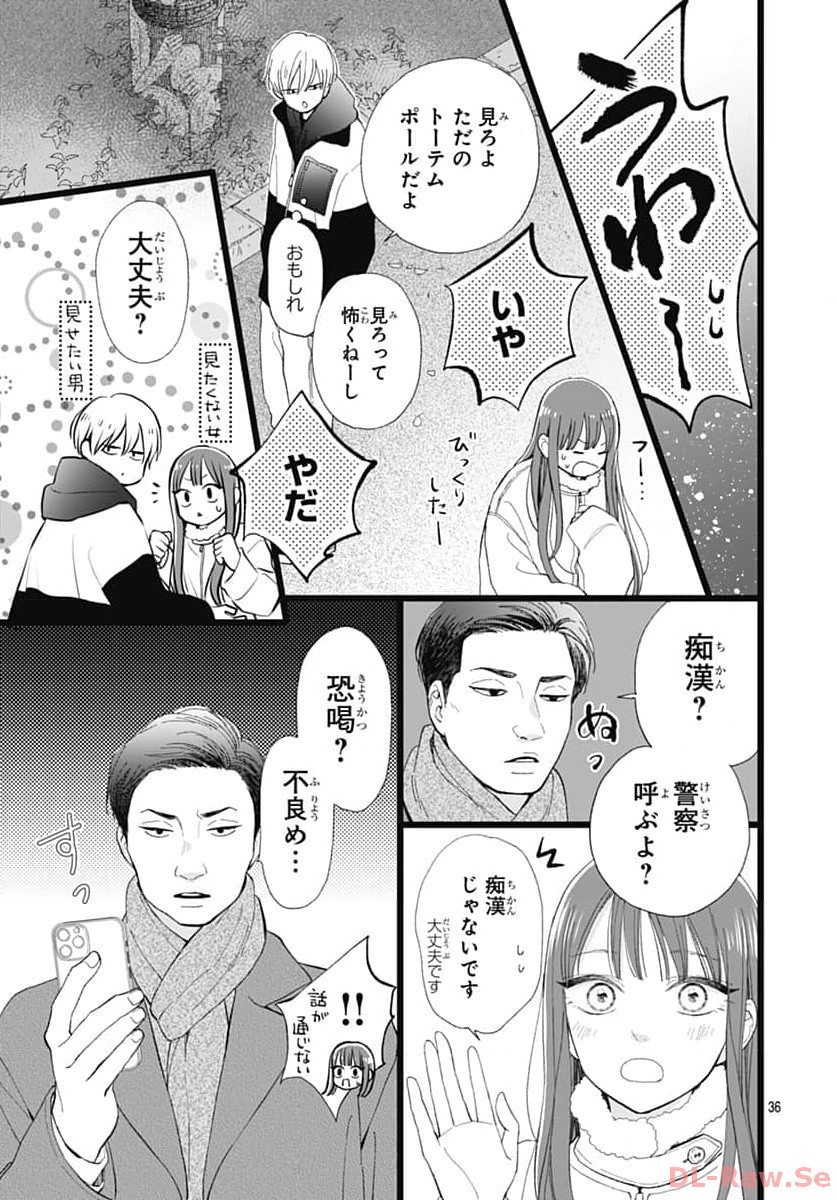 うわーーっ
見ろよ
ただの
トーテム
ポールだよ
おもしれ
いや
見ろって
怖くねーし
つー…
びっくり
したー
やだ
大丈夫？
見たくない女
見せたい男
痴漢？
警察
呼ぶよ？
ぬっ
痴漢
じゃないです
大丈夫です
恐喝？
不良め…
すっ
!!
話が
通じない
36
DL-Raw.Se